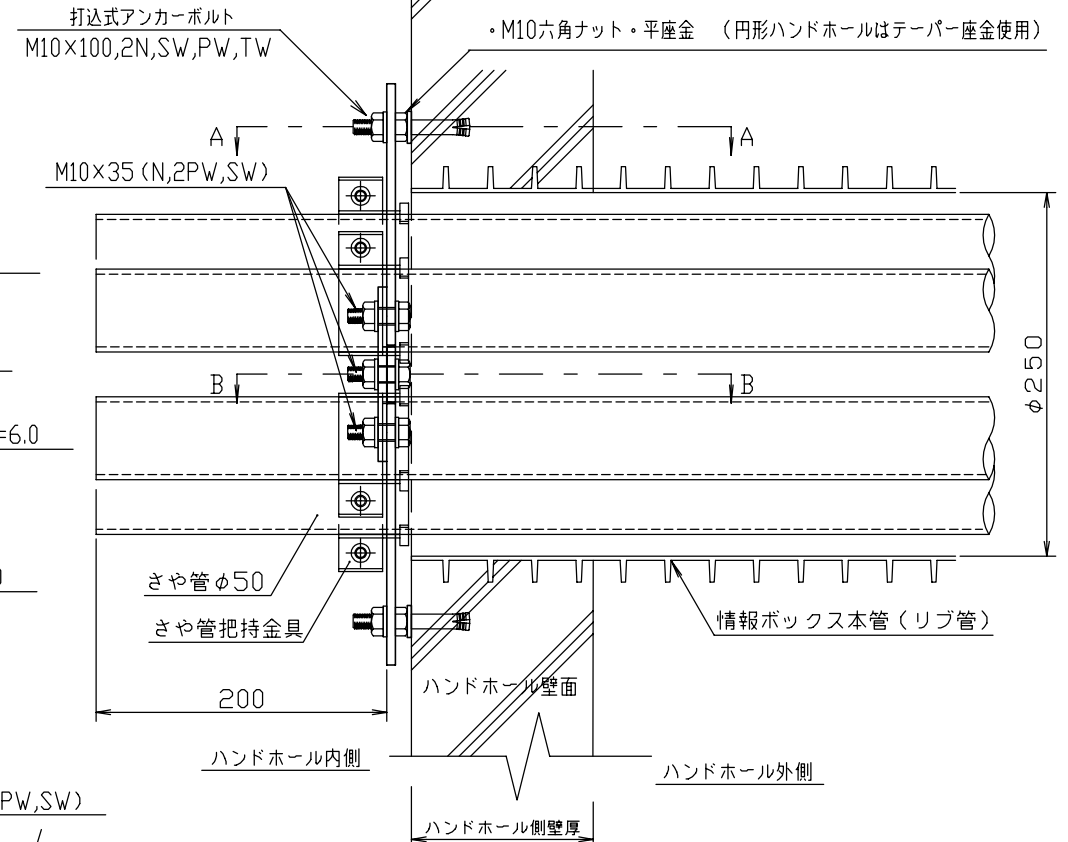 打込式アンカーボルト
M10×100,2N,SW,PW,TW
・M10六角ナット・平座金 (円形ハンドホールはテーパー座金使用)
A
A
M10×35(N,2PW,SW)
B
B
φ250
=6.0
さや管φ50
さや管把持金具
情報ボックス本管(リブ管)
200
ハンドホール壁面
ハンドホール内側
ハンドホール外側
PW,SW)
ハンドホール側壁厚